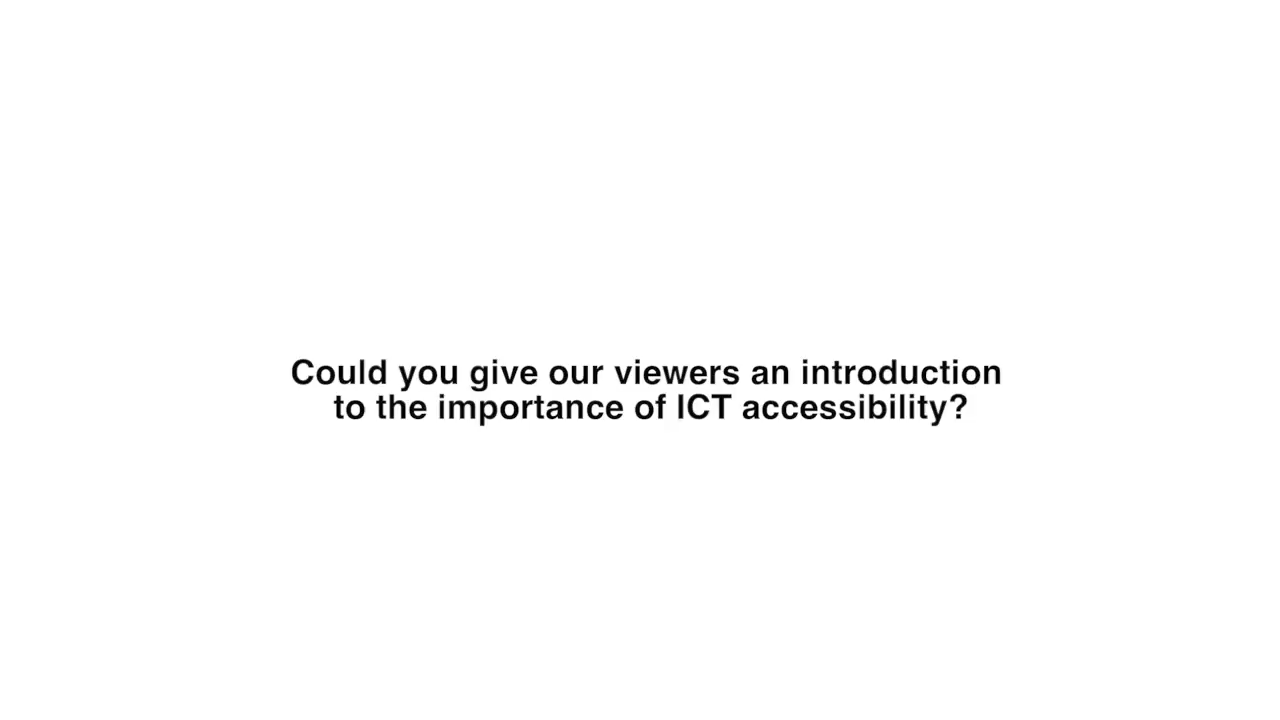 Could you give our viewers an introduction
to the importance of ICT accessibility?